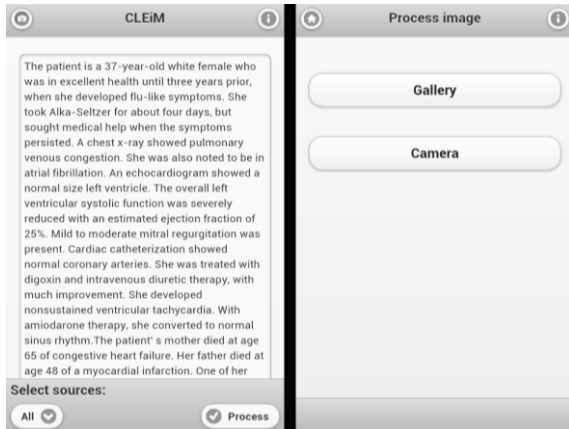 CLEiM
The patient is a 37-year-old white female who
was in excellent health until three years prior,
when she developed flu-like symptoms. She
took Alka-Seltzer for about four days, but
sought medical help when the symptoms
persisted. A chest x-ray showed pulmonary
venous congestion. She was also noted to be in
atrial fibrillation. An echocardiogram showed a
normal size left ventricle. The overall left
ventricular systolic function was severely
reduced with an estimated ejection fraction of
25%. Mild to moderate mitral regurgitation was
present. Cardiac catheterization showed
normal coronary arteries. She was treated with
digoxin and intravenous diuretic therapy, with
much improvement. She developed
nonsustained ventricular tachycardia. With
amiodarone therapy, she converted to normal
sinus rhythm.The patient' s mother died at age
65 of congestive heart failure. Her father died at
age 48 of a myocardial infarction. One of her
Select sources:
All
Process
Process image
Gallery
Camera